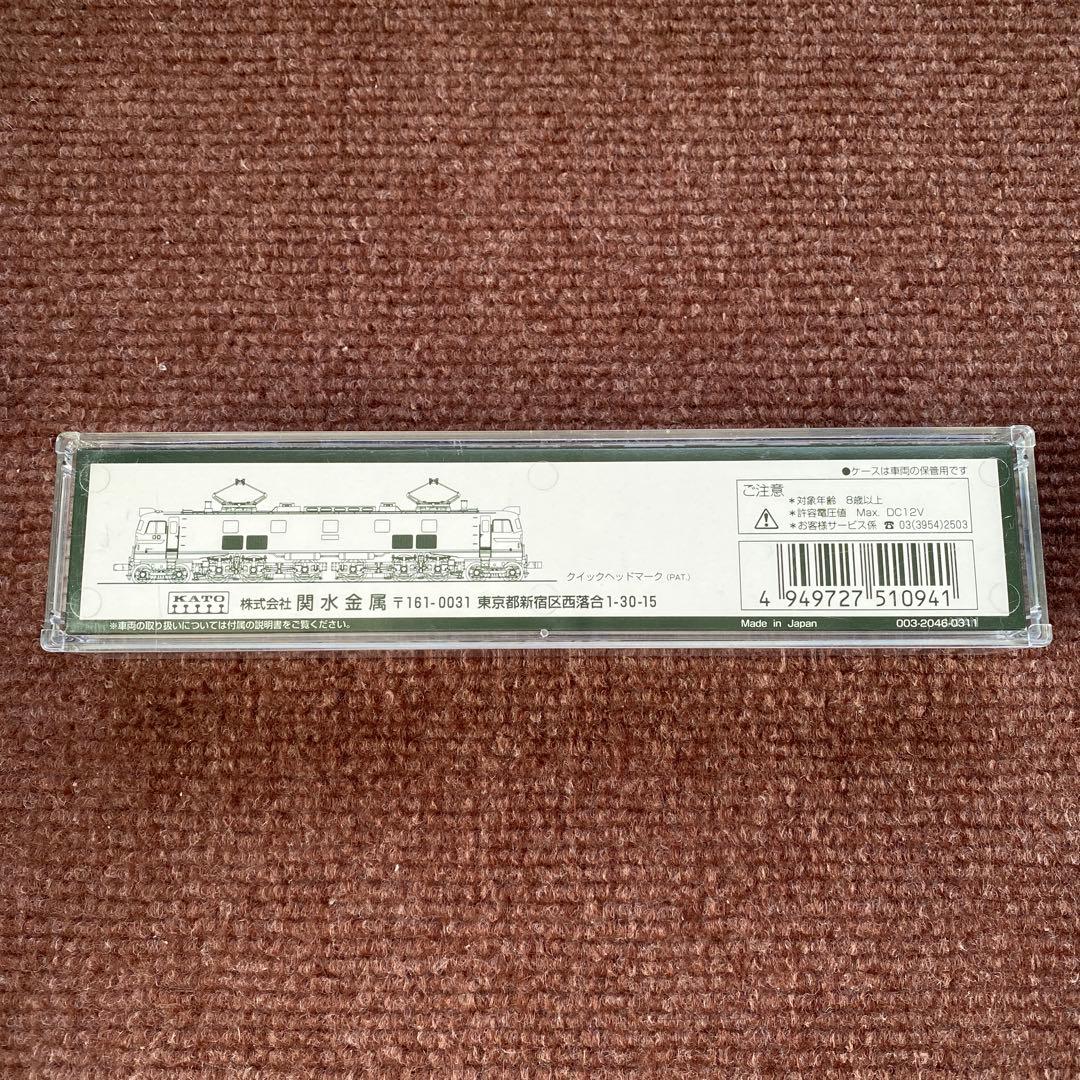 ●ケースは車両の保管用です
ご注意
*対象年齢 8歳以上
*許容電圧値 Max. DC12V
*お客様サービス係 ☎ 03(3954)2503
クイックヘッドマーク(PAT.)
KATO 株式会社 関水金属 〒161-0031 東京都新宿区西落合1-30-15
4 949727 510941
※車両の取り扱いについては付属の説明書をご覧ください。
Made in Japan 003-2046-0311